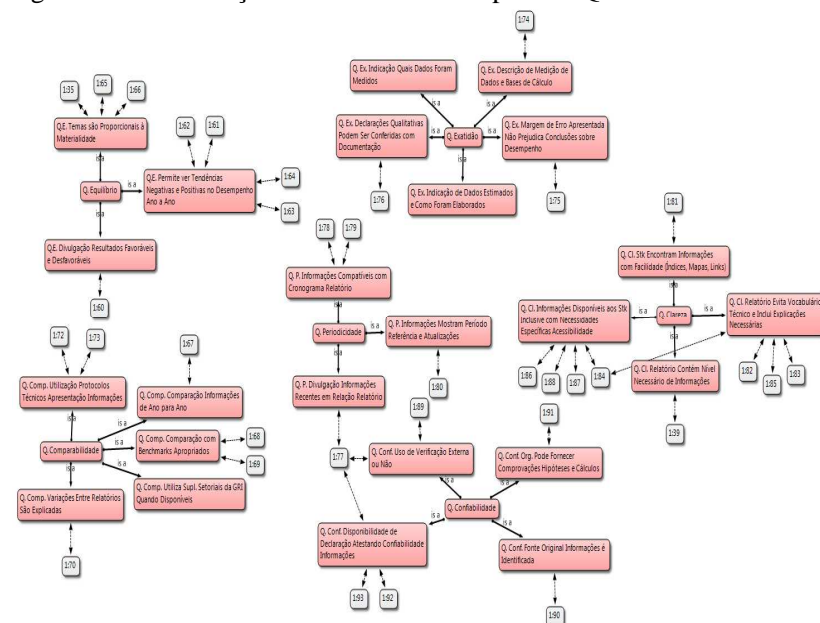 1:74
Q. Ex. Indicação Quais Dados Foram
Medidos
Q. Ex. Descrição de Medição de
Dados e Bases de Cálculo
is a
is a
Q. Ex. Declarações Qualitativas
Podem Ser Conferidas com
Documentação
is a
Q. Exatidão
is a
Q. Ex. Margem de Erro Apresentada
Não Prejudica Conclusões sobre
Desempenho
is a
Q. Ex. Indicação de Dados Estimados
e Como Foram Elaborados
1:76
1:75
1:35
1:65
1:66
Q.E. Temas são Proporcionais à
Materialidade
1:62
1:61
is a
Q. Equilíbrio
is a
Q.E. Permite ver Tendências
Negativas e Positivas no Desempenho
Ano a Ano
1:64
1:63
is a
Q.E. Divulgação Resultados Favoráveis
e Desfavoráveis
1:60
1:78
1:79
Q. P. Informações Compatíveis com
Cronograma Relatório
is a
Q. Periodicidade
is a
Q. P. Informações Mostram Período
Referência e Atualizações
is a
1:80
Q. P. Divulgação Informações
Recentes em Relação Relatório
1:81
Q. Cl. Stk Encontram Informações
com Facilidade (Índices, Mapas, Links)
is a
Q. Cl. Informações Disponíveis aos Stk
Inclusive com Necessidades
Específicas Acessibilidade
is a
Q. Clareza
is a
Q. Cl. Relatório Evita Vocabulário
Técnico e Inclui Explicações
Necessárias
is a
Q. Cl. Relatório Contém Nível
Necessário de Informações
1:86
1:88
1:87
1:84
1:82
1:85
1:83
1:39
1:72
1:73
1:67
Q. Comp. Utilização Protocolos
Técnicos Apresentação Informações
Q. Comp. Comparação Informações
de Ano para Ano
is a
is a
Q.Comparabilidade
is a
Q. Comp. Comparação com
Benchmarks Apropriados
1:68
1:69
is a
is a
Q. Comp. Variações Entre Relatórios
São Explicadas
Q. Comp. Utiliza Supl. Setoriais da GRI
Quando Disponíveis
1:70
1:89
1:91
1:77
Q. Conf. Uso de Verificação Externa
ou Não
Q. Conf. Org. Pode Fornecer
Comprovações Hipóteses e Cálculos
is a
is a
Q. Confiabilidade
is a
is a
Q. Conf. Disponibilidade de
Declaração Atestando Confiabilidade
Informações
Q. Conf. Fonte Original Informações é
Identificada
1:93
1:92
1:90